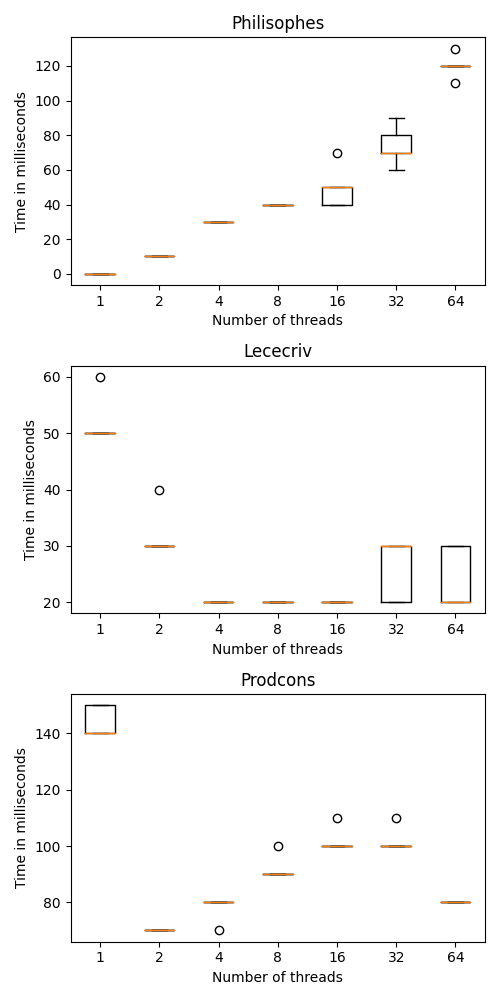 Philisophes
Time in milliseconds
120
100
80
60
40
20
0
1 2 4 8 16 32 64
Number of threads
Lececriv
Time in milliseconds
60
50
40
30
20
1 2 4 8 16 32 64
Number of threads
Prodcons
Time in milliseconds
140
120
100
80
1 2 4 8 16 32 64
Number of threads